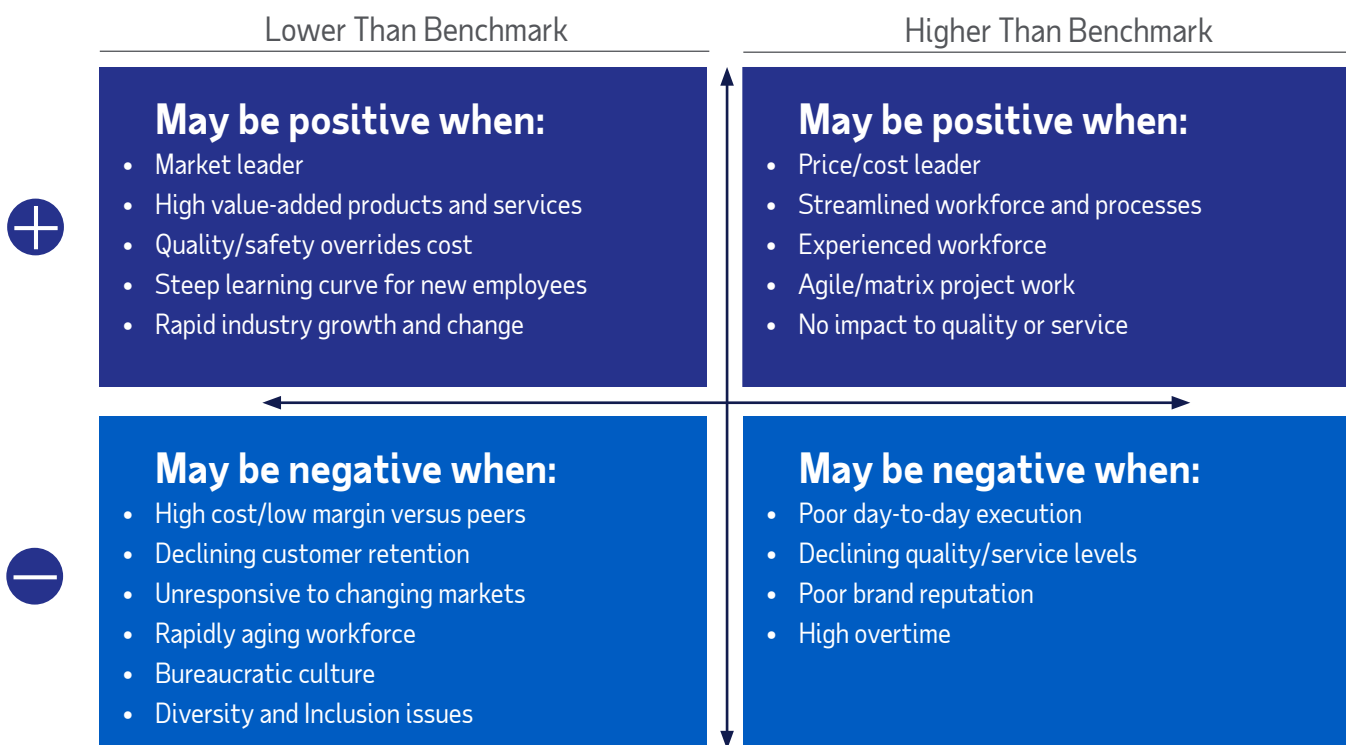 Lower Than Benchmark
Higher Than Benchmark
May be positive when:
• Market leader
• High value-added products and services
• Quality/safety overrides cost
• Steep learning curve for new employees
• Rapid industry growth and change
May be positive when:
• Price/cost leader
• Streamlined workforce and processes
• Experienced workforce
• Agile/matrix project work
• No impact to quality or service
May be negative when:
• High cost/low margin versus peers
• Declining customer retention
• Unresponsive to changing markets
• Rapidly aging workforce
• Bureaucratic culture
• Diversity and Inclusion issues
May be negative when:
• Poor day-to-day execution
• Declining quality/service levels
• Poor brand reputation
• High overtime